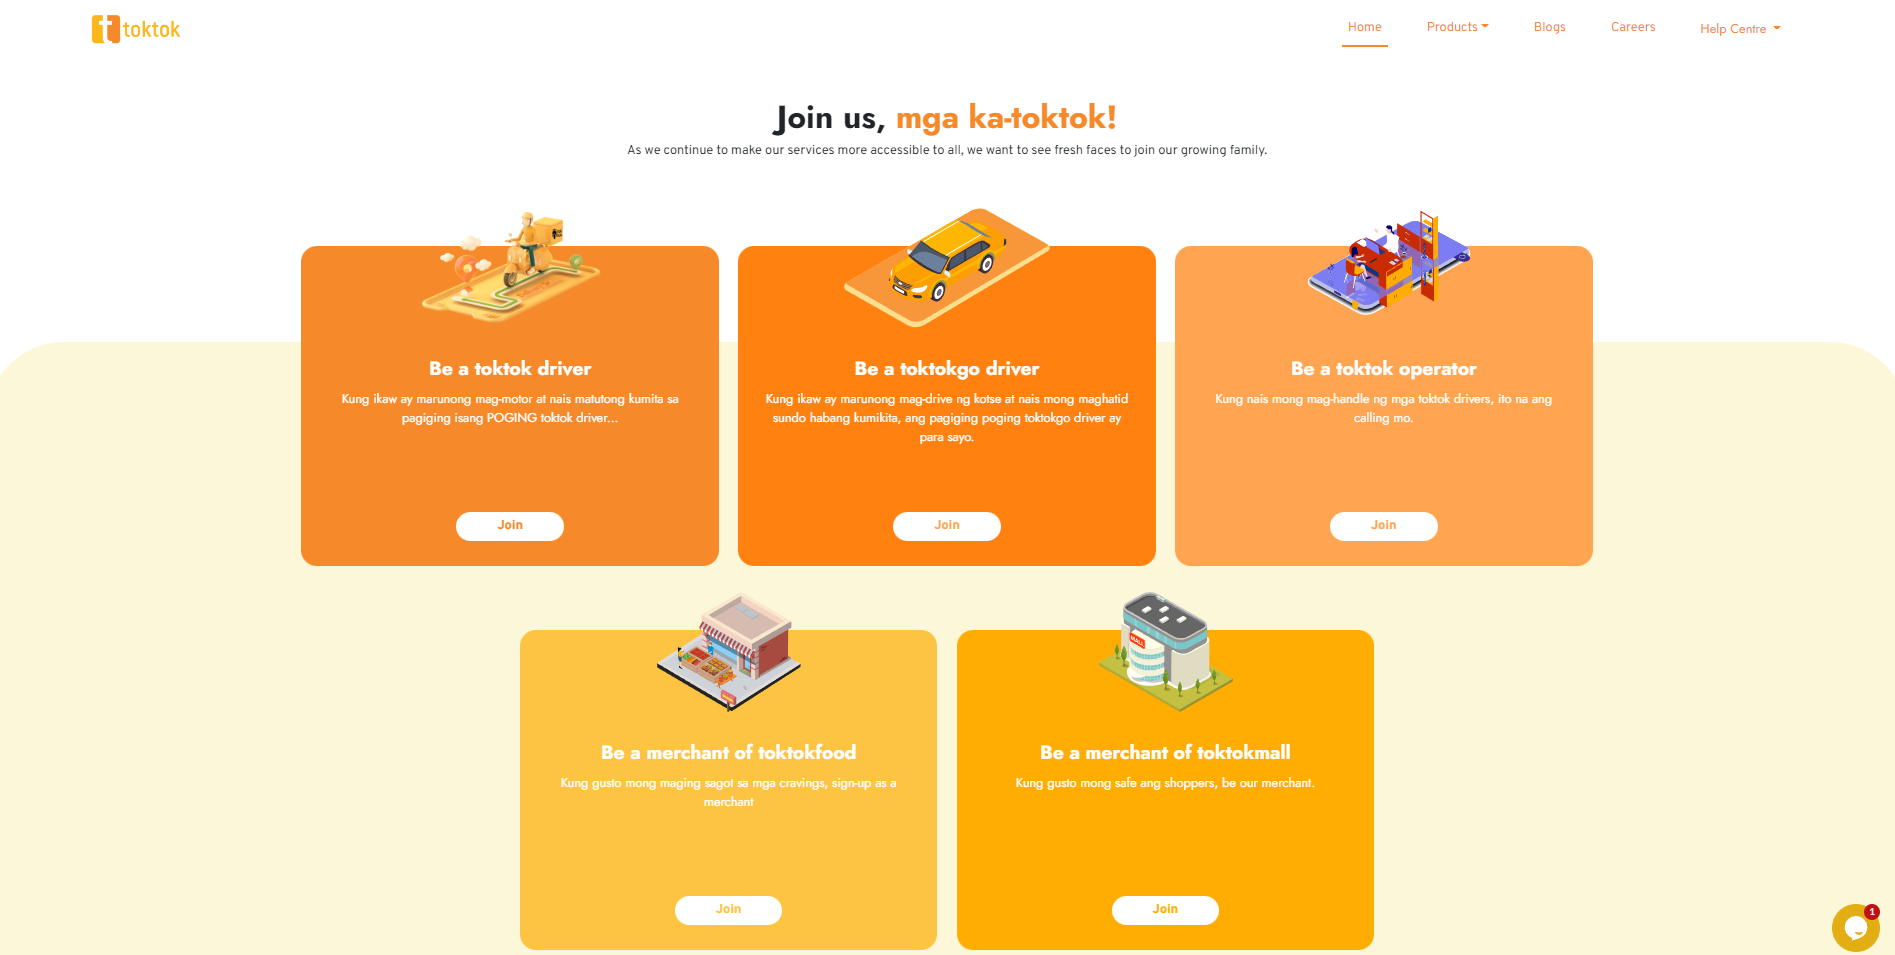 toktok
Home
Products
Blogs
Careers
Help Centre
Join us, mga ka-toktok!
As we continue to make our services more accessible to all, we want to see fresh faces to join our growing family.
Be a toktok driver
Kung ikaw ay marunong mag-motor at nais matutong kumita sa
pagiging isang POGING toktok driver...
Join
Be a toktokgo driver
Kung ikaw ay marunong mag-drive ng kotse at nais mong maghatid
sundo habang kumikita, ang pagiging poging toktokgo driver ay
para sayo.
Join
Be a toktok operator
Kung nais mong mag-handle ng mga toktok drivers, ito na ang
calling mo.
Join
Be a merchant of toktokfood
Kung gusto mong maging sagot sa mga cravings, sign-up as a
merchant
Join
MALL
Be a merchant of toktokmall
Kung gusto mong safe ang shoppers, be our merchant.
Join
1